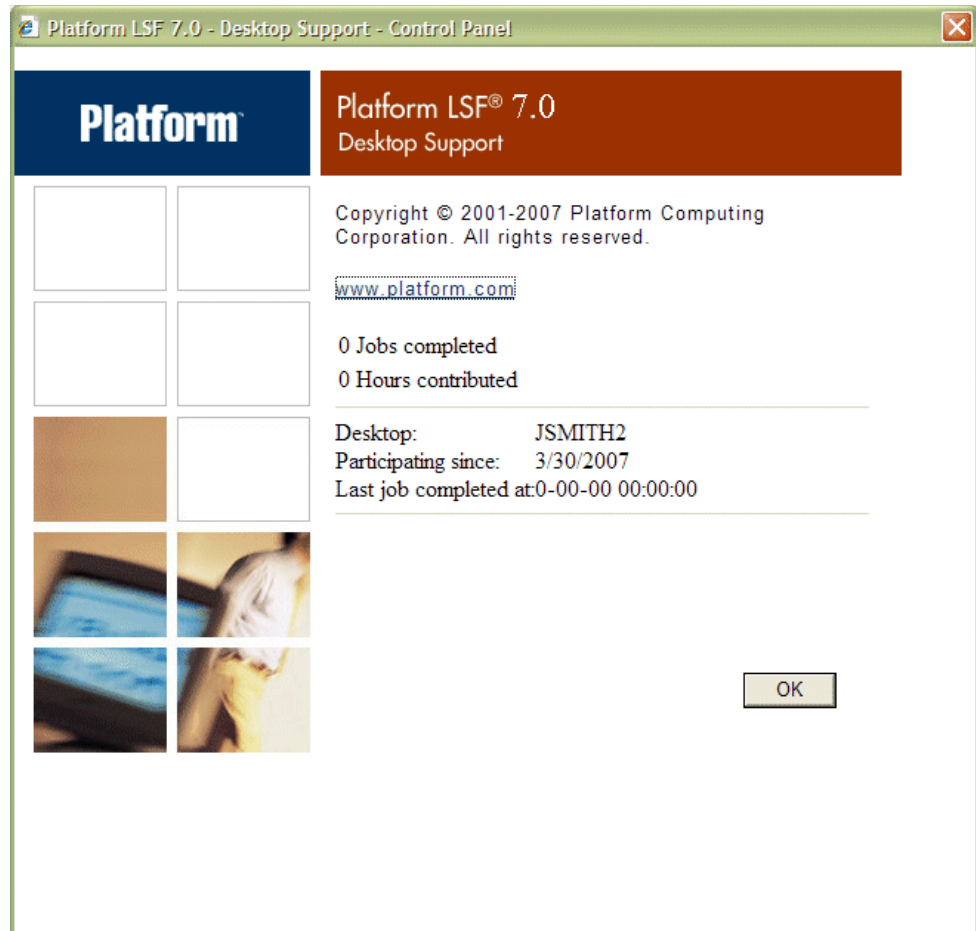 Platform LSF 7.0 - Desktop Support - Control Panel
Platform
Platform LSF® 7.0
Desktop Support
Copyright © 2001-2007 Platform Computing
Corporation. All rights reserved.
www.platform.com
0 Jobs completed
0 Hours contributed
Desktop: JSMITH2
Participating since: 3/30/2007
Last job completed at:0-00-00 00:00:00
OK